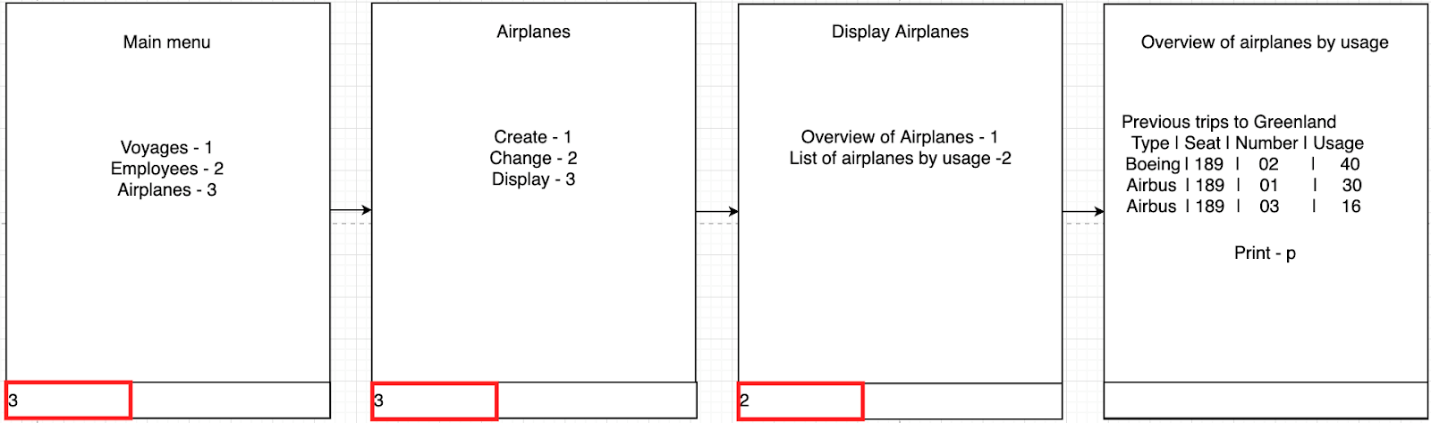 Main menu
Voyages - 1
Employees - 2
Airplanes - 3
3
Airplanes
Create - 1
Change - 2
Display - 3
3
Display Airplanes
Overview of Airplanes - 1
List of airplanes by usage -2
2
Overview of airplanes by usage
Previous trips to Greenland
Type | Seat | Number | Usage
Boeing | 189 | 02 | 40
Airbus | 189 | 01 | 30
Airbus | 189 | 03 | 16
Print - p